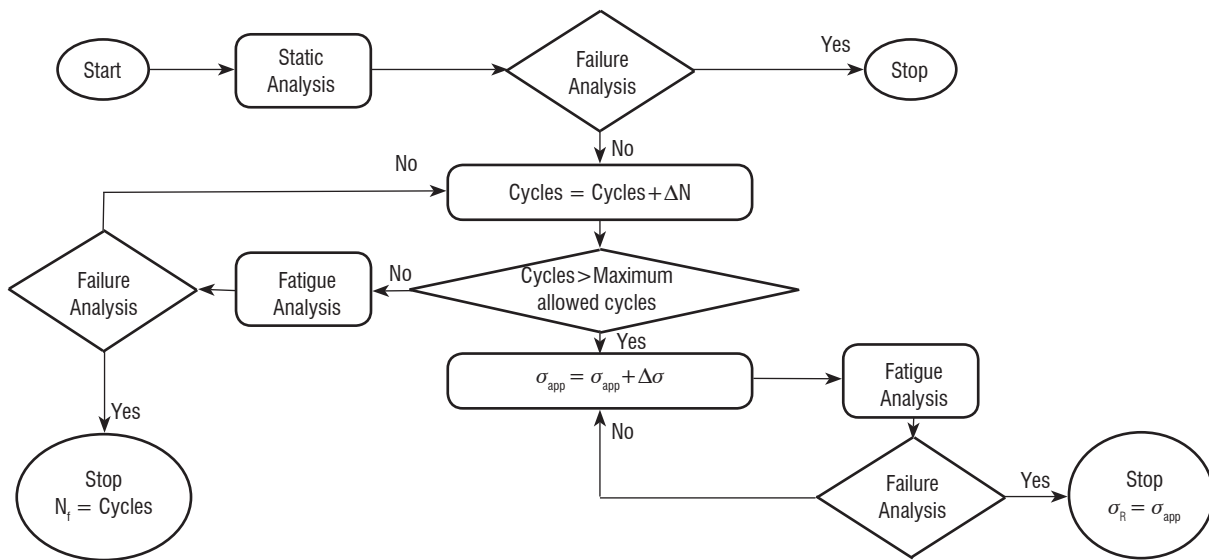 Start
Static
Analysis
Failure
Analysis
Yes
Stop
No
No
Cycles = Cycles+ΔN
Failure
Analysis
Fatigue
Analysis
No
Cycles>Maximum
allowed cycles
Yes
σapp = σapp+Δσ
Fatigue
Analysis
Yes
No
Stop
Nf = Cycles
Failure
Analysis
Yes
Stop
σR = σapp